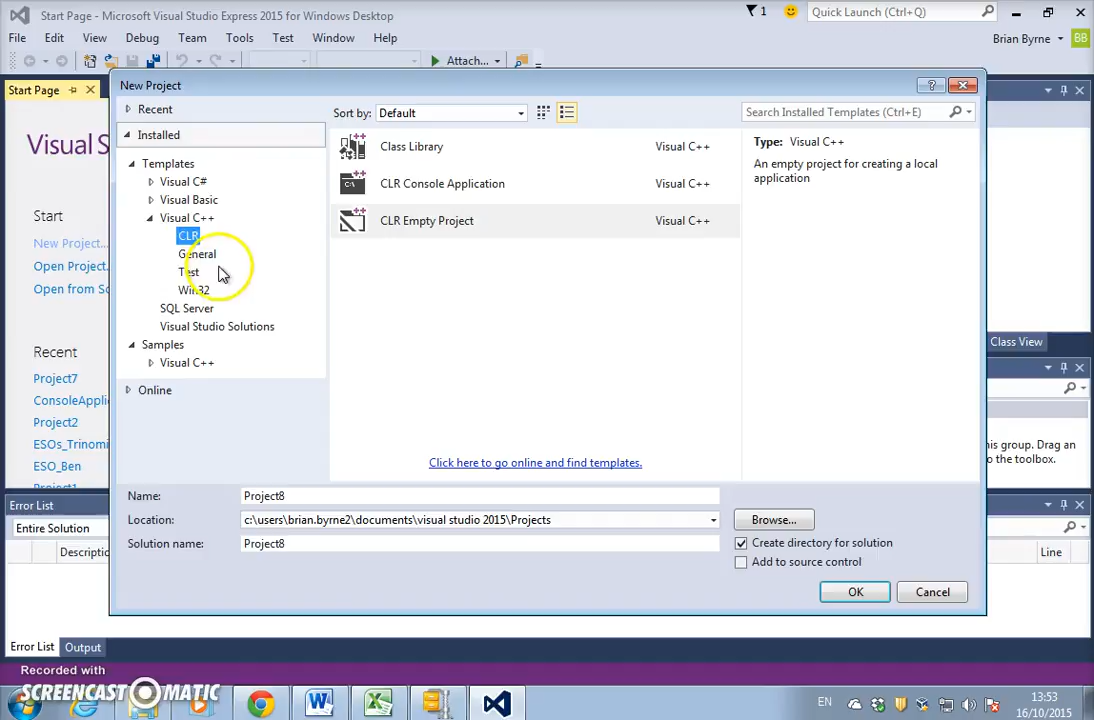 Start Page - Microsoft Visual Studio Express 2015 for Windows Desktop
1
Quick Launch (Ctrl+Q)
File Edit View Debug Team Tools Test Window Help
Brian Byrne
BB
Attach...
Start Page
New Project
Recent
Installed
Sort by: Default
Search Installed Templates (Ctrl+E)
Templates
Visual C#
Visual Basic
Visual C++
CLR
General
Test
Win32
SQL Server
Visual Studio Solutions
Samples
Visual C++
Online
Class Library Visual C++
CLR Console Application Visual C++
CLR Empty Project Visual C++
Type: Visual C++
An empty project for creating a local
application
Click here to go online and find templates.
Name: Project8
Location: c:\users\brian.byrne2\documents\visual studio 2015\Projects
Browse...
Solution name: Project8
Create directory for solution
Add to source control
OK
Cancel
Visual S
Start
New Project...
Open Project.
Open from So
Recent
Project7
ConsoleAppli
Project2
ESOs_Trinomi
ESO_Ben
Project1
Class View
his group. Drag an
o the toolbox.
Error List
Entire Solution
Descriptio
Line
Error List Output
Recorded with
SCREENCAST MATIC
C:\
EN
13:53
16/10/2015